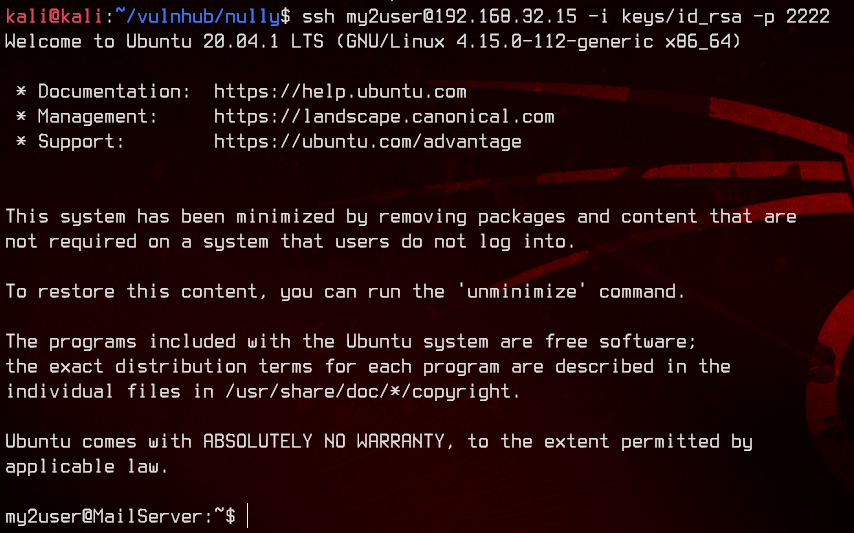 kali@kali:~/vulnhub/nully$ ssh my2user@192.168.32.15 -i keys/id_rsa -p 2222
Welcome to Ubuntu 20.04.1 LTS (GNU/Linux 4.15.0-112-generic x86_64)
* Documentation:  https://help.ubuntu.com
* Management:     https://landscape.canonical.com
* Support:        https://ubuntu.com/advantage
This system has been minimized by removing packages and content that are
not required on a system that users do not log into.
To restore this content, you can run the 'unminimize' command.
The programs included with the Ubuntu system are free software;
the exact distribution terms for each program are described in the
individual files in /usr/share/doc/*/copyright.
Ubuntu comes with ABSOLUTELY NO WARRANTY, to the extent permitted by
applicable law.
my2user@MailServer:~$